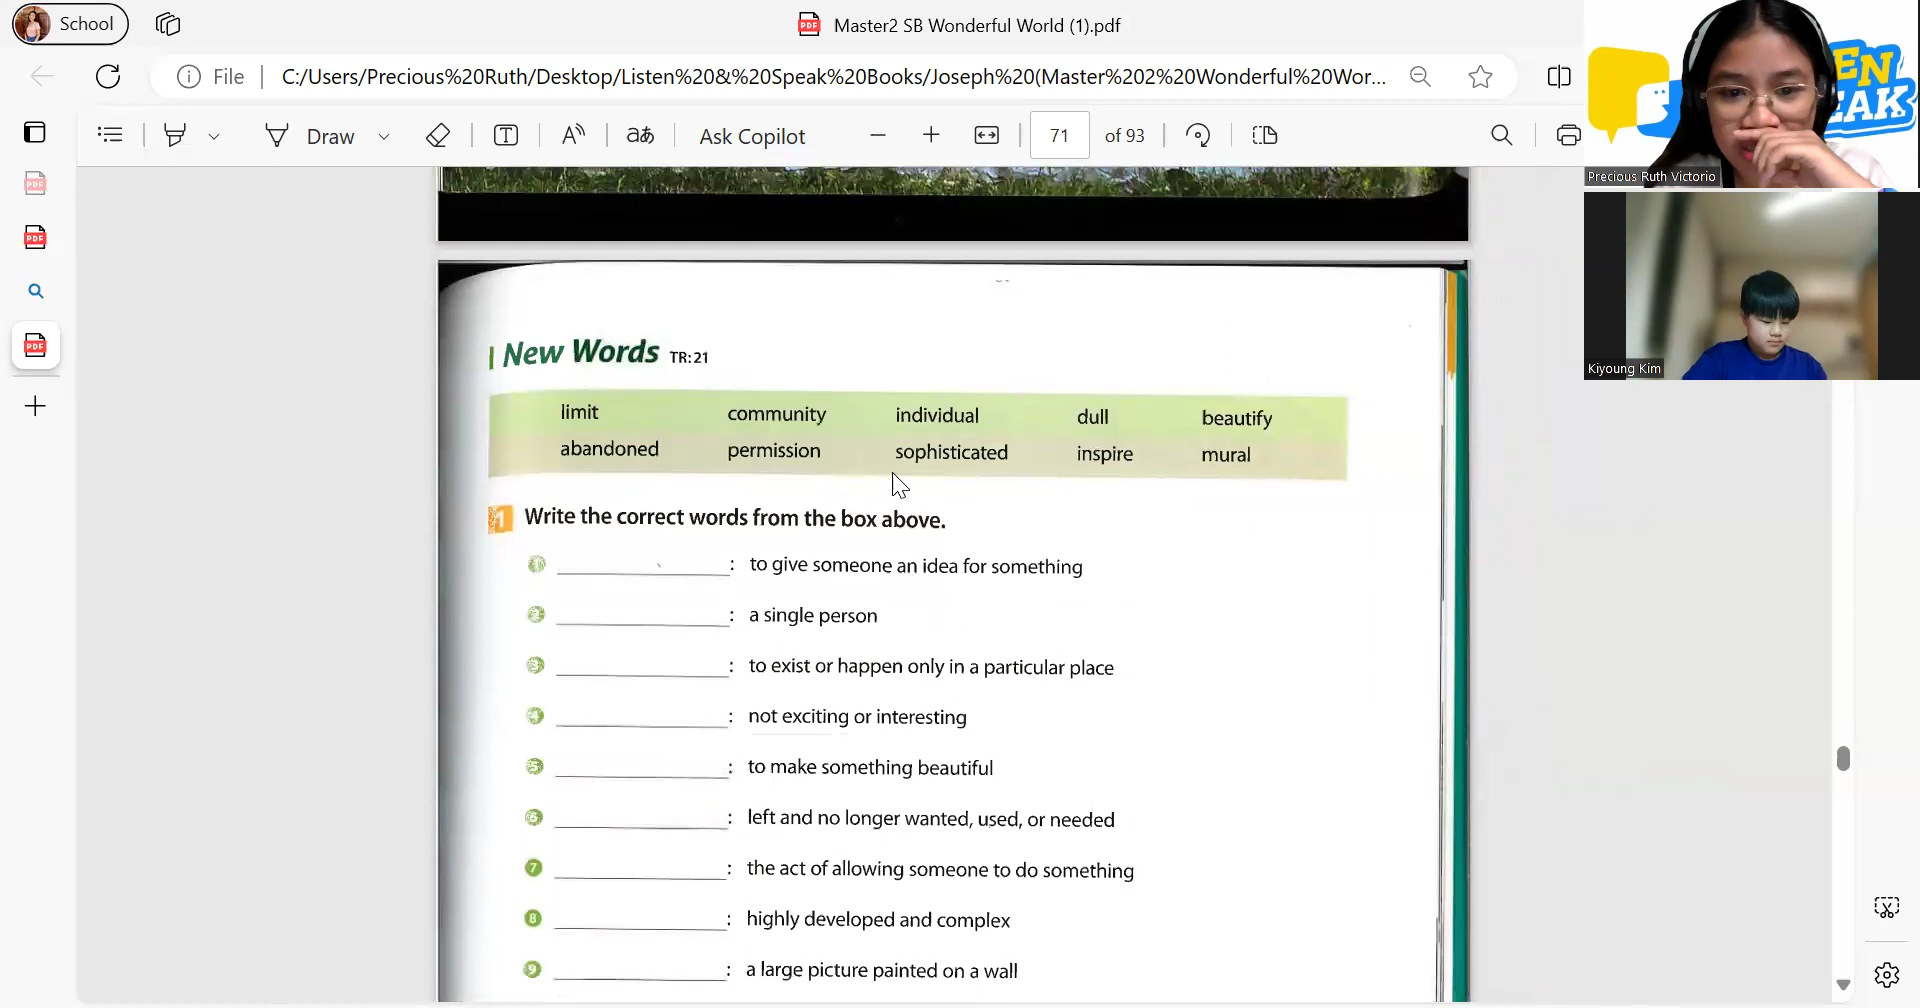 School
Master2 SB Wonderful World (1).pdf
File
C:/Users/Precious%20Ruth/Desktop/Listen%20&%20Speak%20Books/Joseph%20(Master%202%20Wonderful%20Wor...
Draw
Ask Copilot
71
of 93
EN
EAK
Precious Ruth Victorio
Kiyoung Kim
New Words TR:21
limit community individual dull beautify
abandoned permission sophisticated inspire mural
1 Write the correct words from the box above.
1 : to give someone an idea for something
2 : a single person
3 : to exist or happen only in a particular place
4 : not exciting or interesting
5 : to make something beautiful
6 : left and no longer wanted, used, or needed
7 : the act of allowing someone to do something
8 : highly developed and complex
9 : a large picture painted on a wall